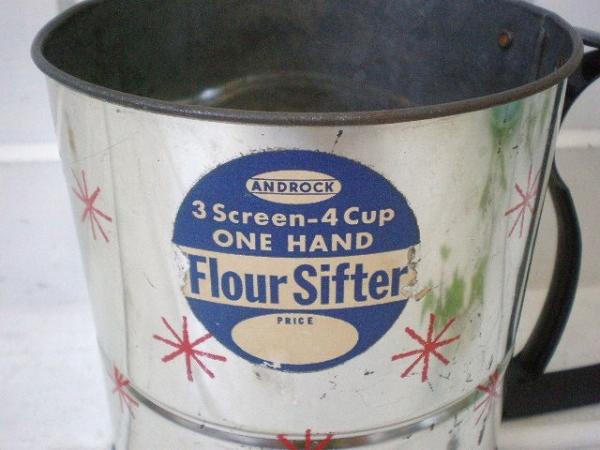 ANDROCK
3 Screen-4 Cup
ONE HAND
Flour Sifter
PRICE